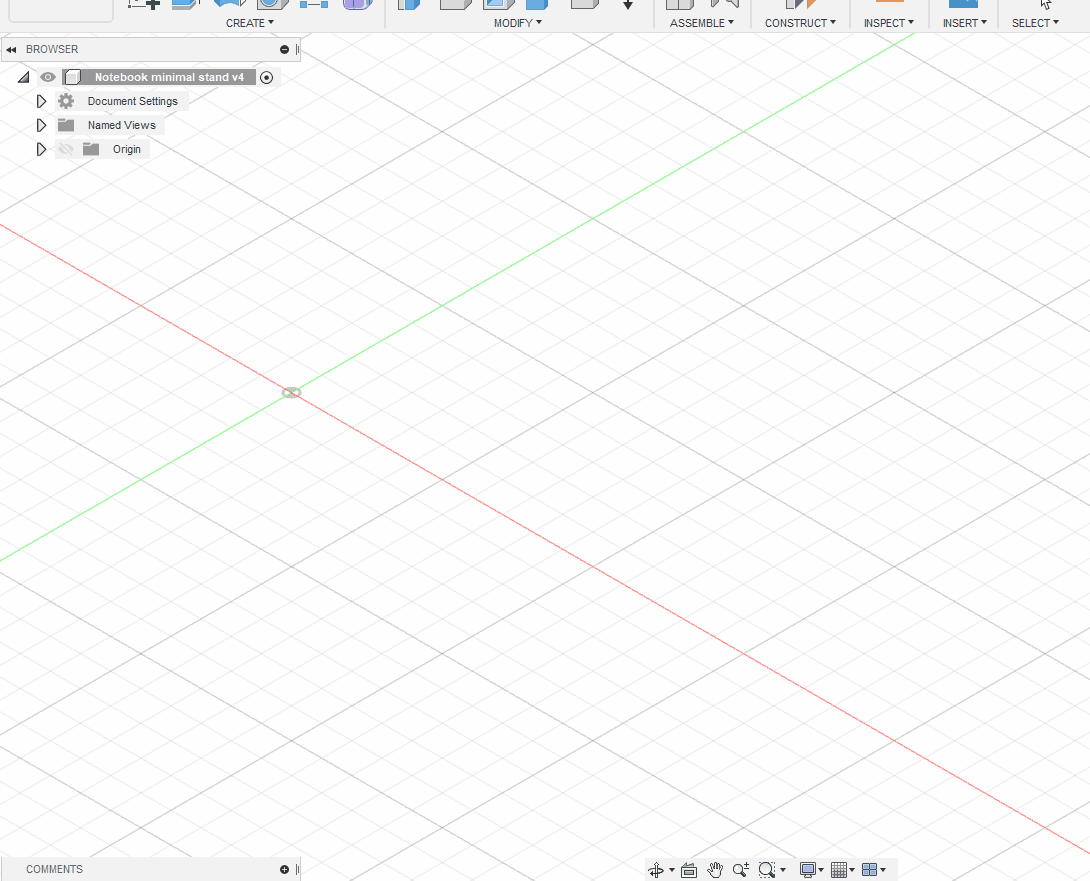 CREATE MODIFY ASSEMBLE CONSTRUCT INSPECT INSERT SELECT
BROWSER
Notebook minimal stand v4
Document Settings
Named Views
Origin
COMMENTS